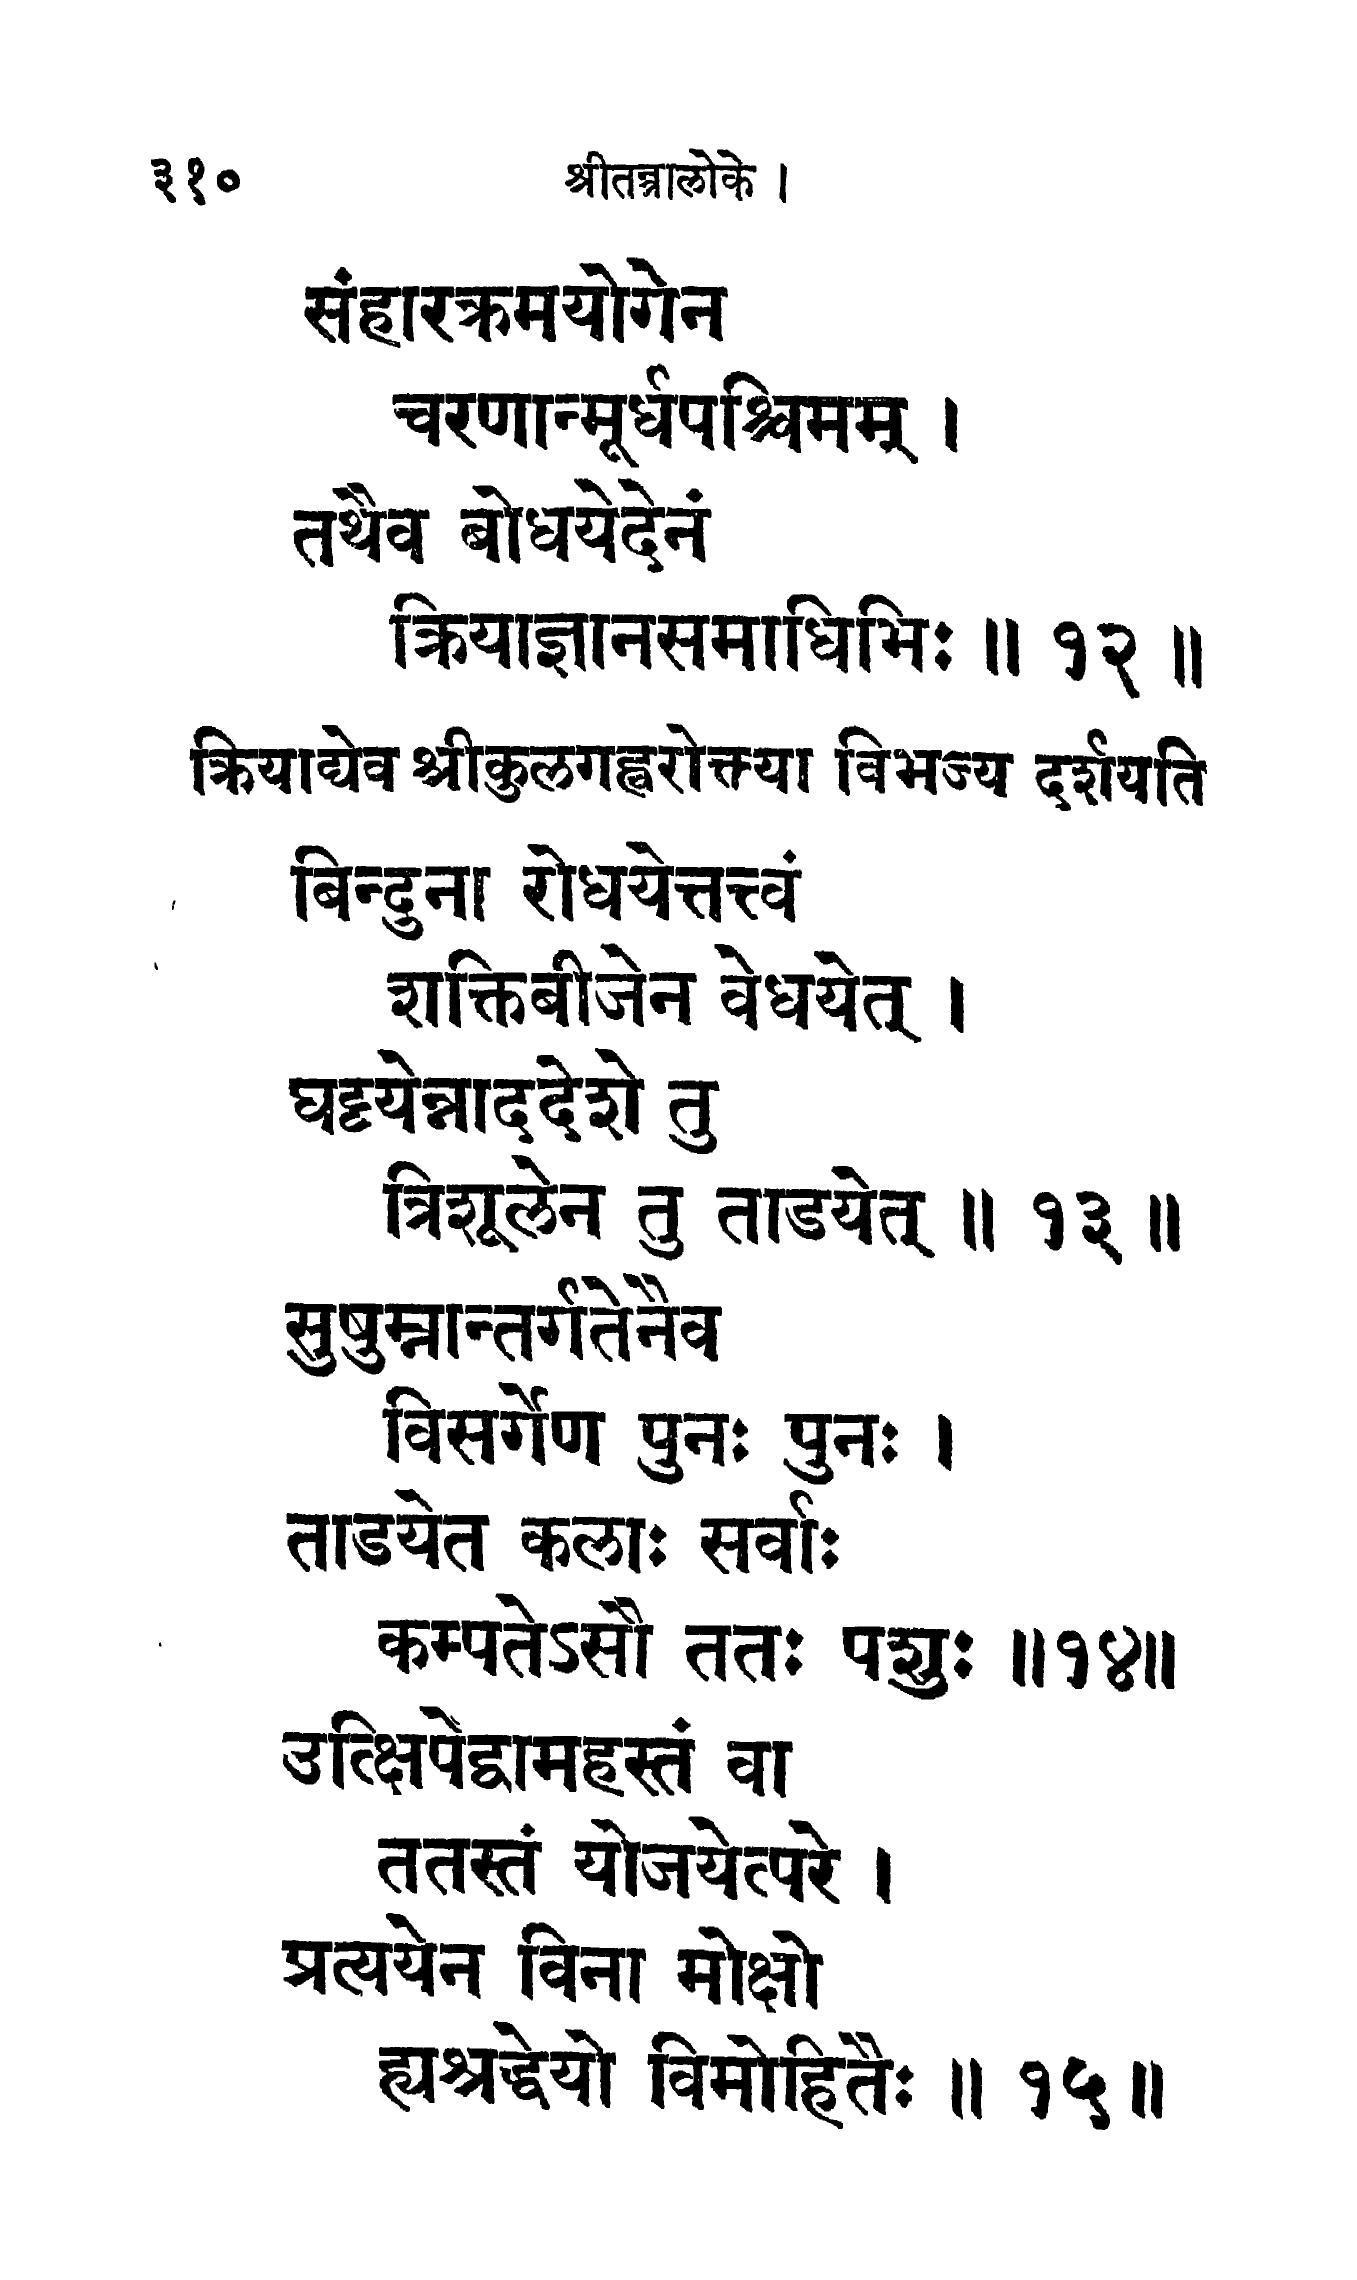 ३१० श्रीतन्त्रालोके ।
संहारक्रमयोगेन
चरणान्मूर्धपश्चिमम् ।
तथैव बोधयेदेनं
क्रियाज्ञानसमाधिभिः ॥ १२ ॥
क्रियाद्येव श्रीकुलगह्वरोक्त्या विभज्य दर्शयति
बिन्दुना रोधयेत्तत्त्वं
शक्तिबीजेन वेधयेत् ।
घट्टयेन्नाददेशे तु
त्रिशूलेन तु ताडयेत् ॥ १३ ॥
सुषुम्नान्तर्गतेनैव
विसर्गेण पुनः पुनः ।
ताडयेत कलाः सर्वाः
कम्पतेऽसौ ततः पशुः ॥१४॥
उत्क्षिपेद्वामहस्तं वा
ततस्तं योजयेत्परे ।
प्रत्ययेन विना मोक्षो
ह्यश्रद्धेयो विमोहितैः ॥ १५॥